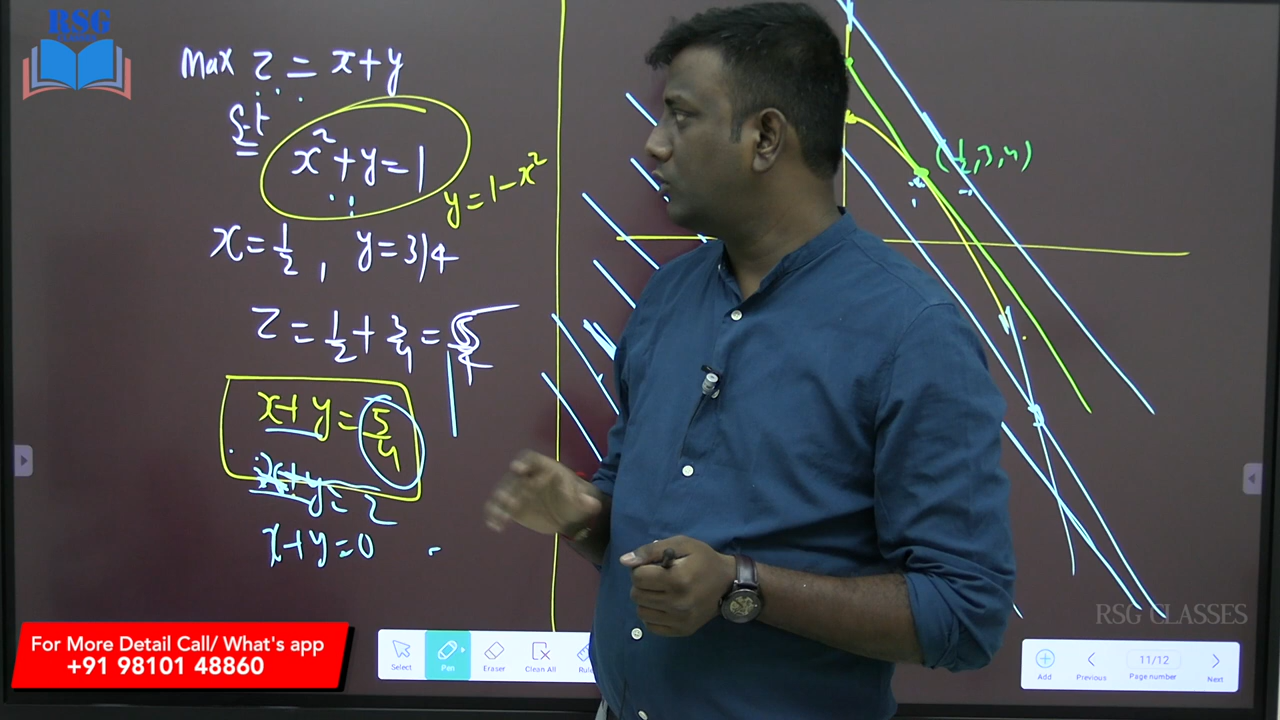 RSG
Max Z = x+y
S.t
x² + y = 1
y = 1 - x²
x = 1/2 , y = 3/4
Z = 1/2 + 3/4 = 5/4
x + y = 5/4
x+y = 2
x+y = 0
(1/2, 3, 4)
For More Detail Call/ What's app
+91 98101 48860
RSG CLASSES
Select
Pen
Eraser
Clean All
Add
Previous
11/12
Page number
Next